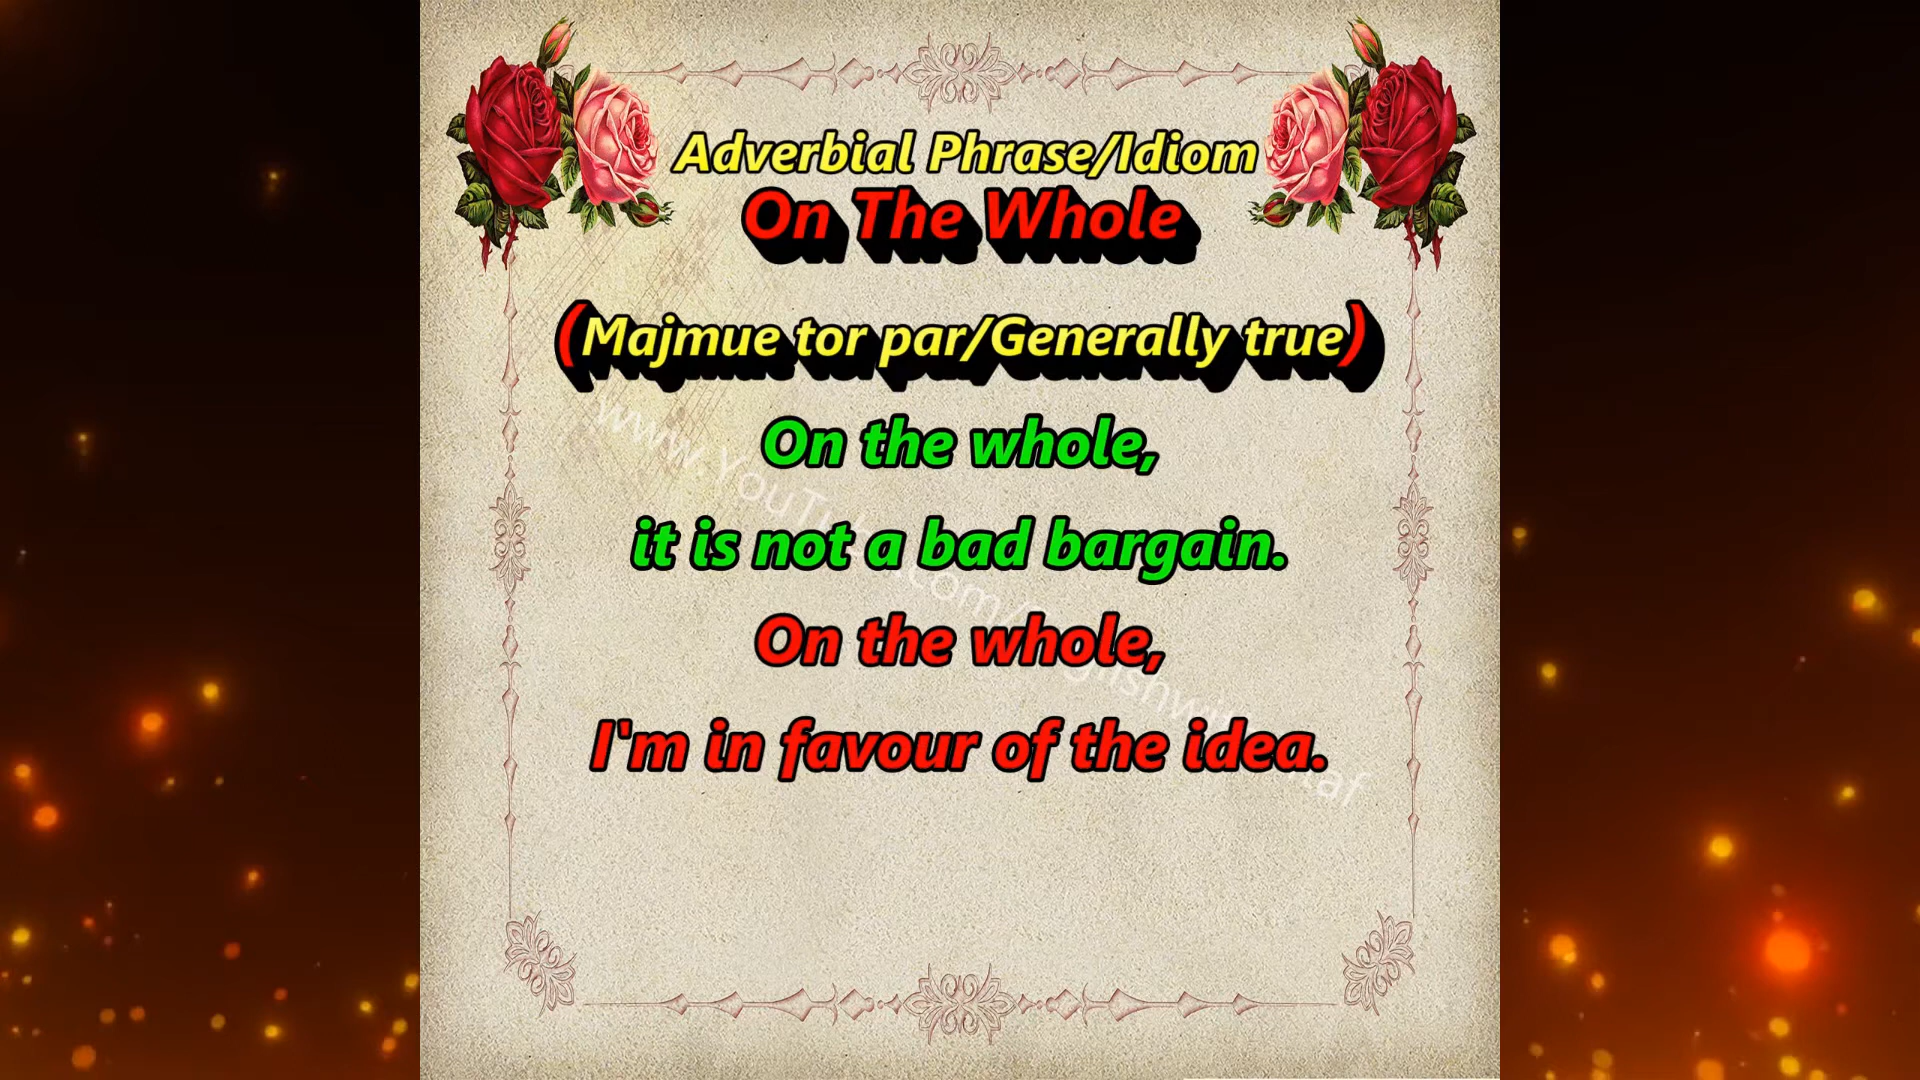 Adverbial Phrase/Idiom
On The Whole
(Majmue tor par/Generally true)
On the whole,
it is not a bad bargain.
On the whole,
I'm in favour of the idea.